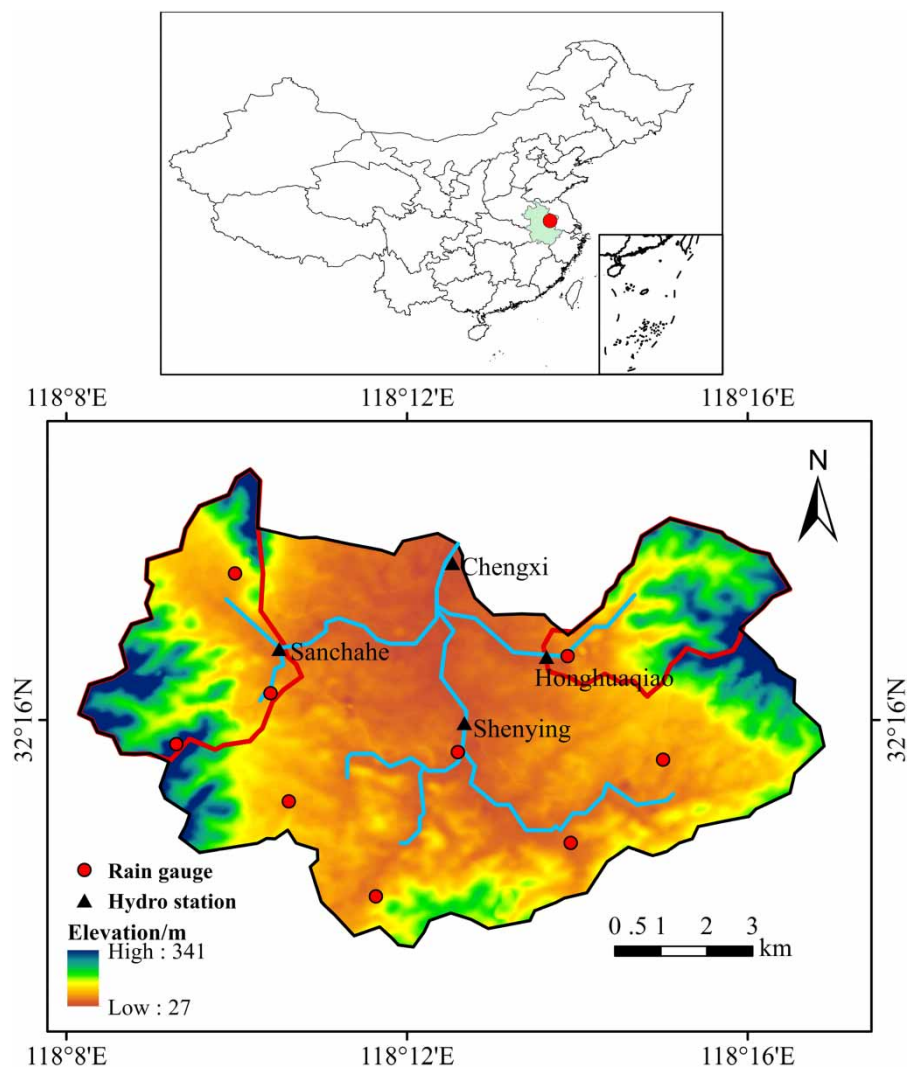 118°8'E 118°12'E 118°16'E
N
Chengxi
Sanchahe
Honghuaqiao
32°16'N 32°16'N
Shenying
Rain gauge
Hydro station
Elevation/m
High : 341
Low : 27
0 .5 1 2 3
km
118°8'E 118°12'E 118°16'E